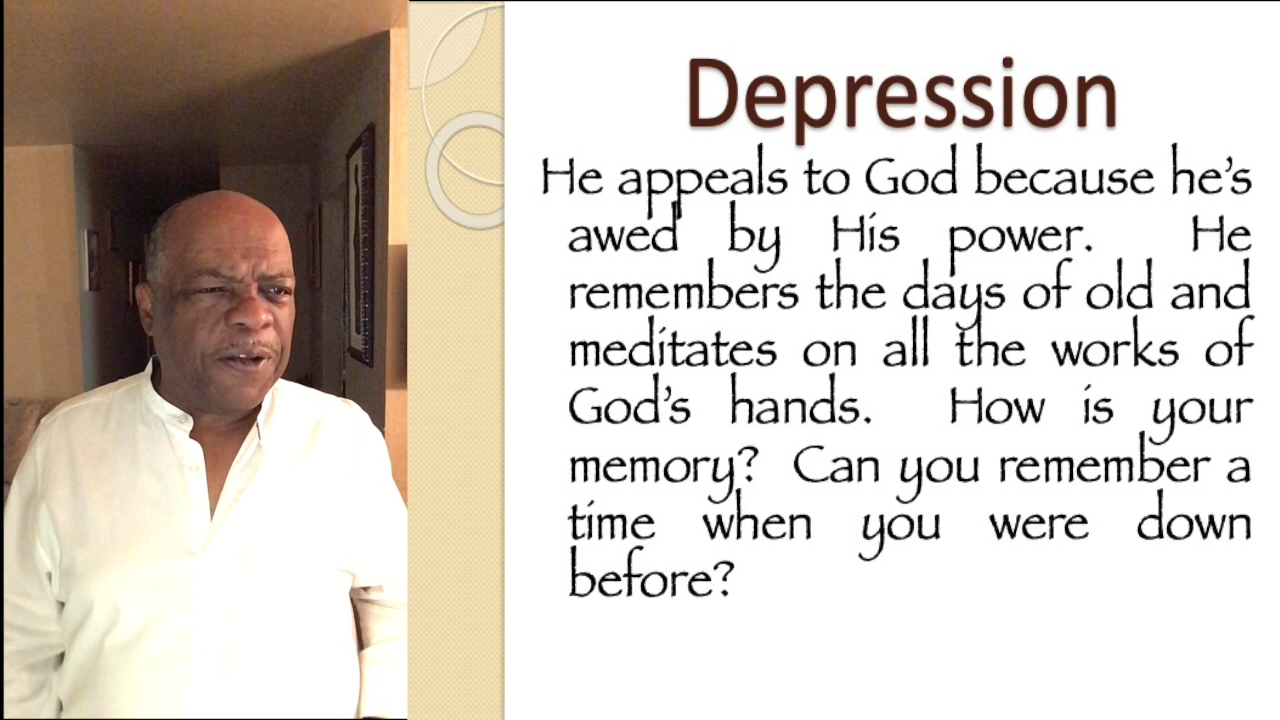 Depression
He appeals to God because he's
awed by His power. He
remembers the days of old and
meditates on all the works of
God's hands. How is your
memory? Can you remember a
time when you were down
before?